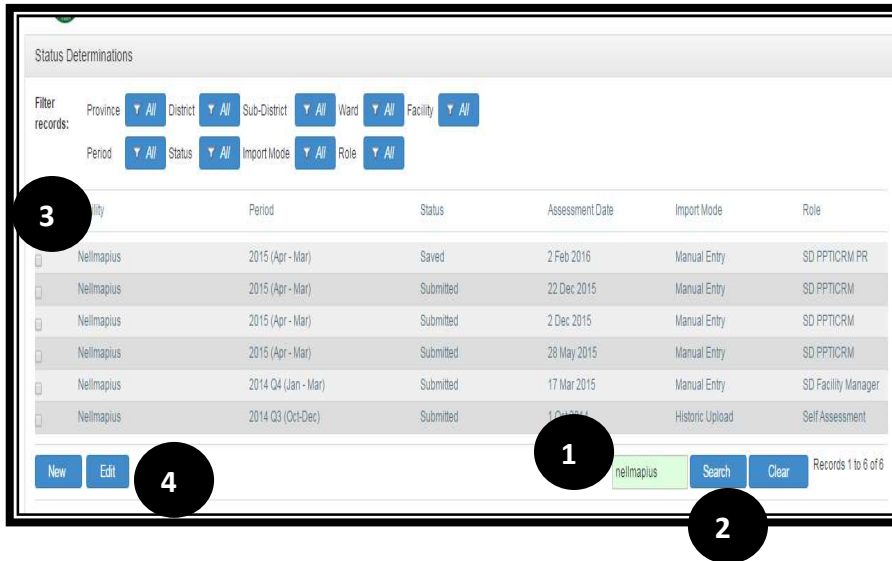 Status Determinations
Filter records: Province All District All Sub-District All Ward All Facility All
Period All Status All Import Mode All Role All
3 Period Status Assessment Date Import Mode Role
Nellmapius 2015 (Apr - Mar) Saved 2 Feb 2016 Manual Entry SD PPTICRM PR
Nellmapius 2015 (Apr - Mar) Submitted 22 Dec 2015 Manual Entry SD PPTICRM
Nellmapius 2015 (Apr - Mar) Submitted 2 Dec 2015 Manual Entry SD PPTICRM
Nellmapius 2015 (Apr - Mar) Submitted 28 May 2015 Manual Entry SD PPTICRM
Nellmapius 2014 Q4 (Jan - Mar) Submitted 17 Mar 2015 Manual Entry SD Facility Manager
Nellmapius 2014 Q3 (Oct-Dec) Submitted 1 Oct 2014 Historic Upload Self Assessment
New Edit 4 1 nellmapius Search Clear Records 1 to 6 of 6
2